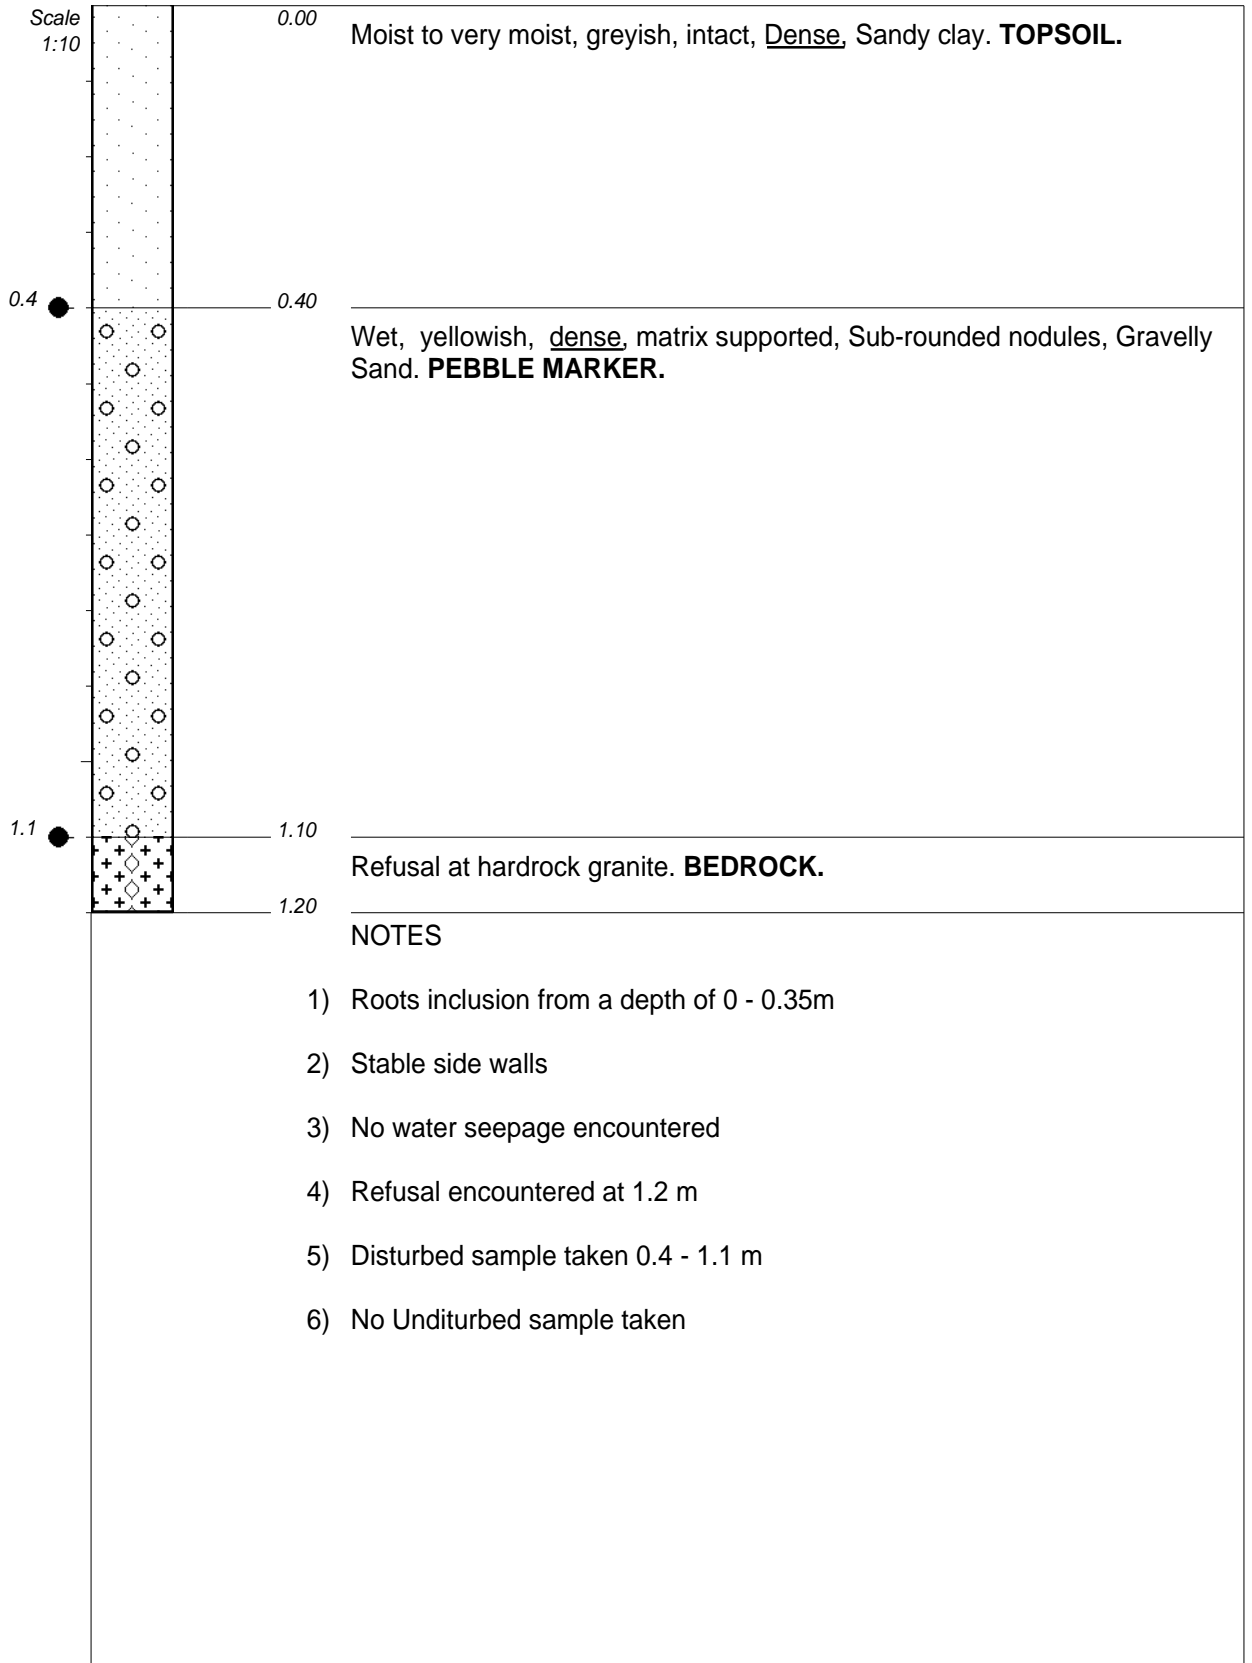 Scale
1:10
0.00
Moist to very moist, greyish, intact, Dense, Sandy clay. TOPSOIL.
0.4
0.40
Wet, yellowish, dense, matrix supported, Sub-rounded nodules, Gravelly
Sand. PEBBLE MARKER.
1.1
1.10
Refusal at hardrock granite. BEDROCK.
1.20
NOTES
1) Roots inclusion from a depth of 0 - 0.35m
2) Stable side walls
3) No water seepage encountered
4) Refusal encountered at 1.2 m
5) Disturbed sample taken 0.4 - 1.1 m
6) No Unditurbed sample taken